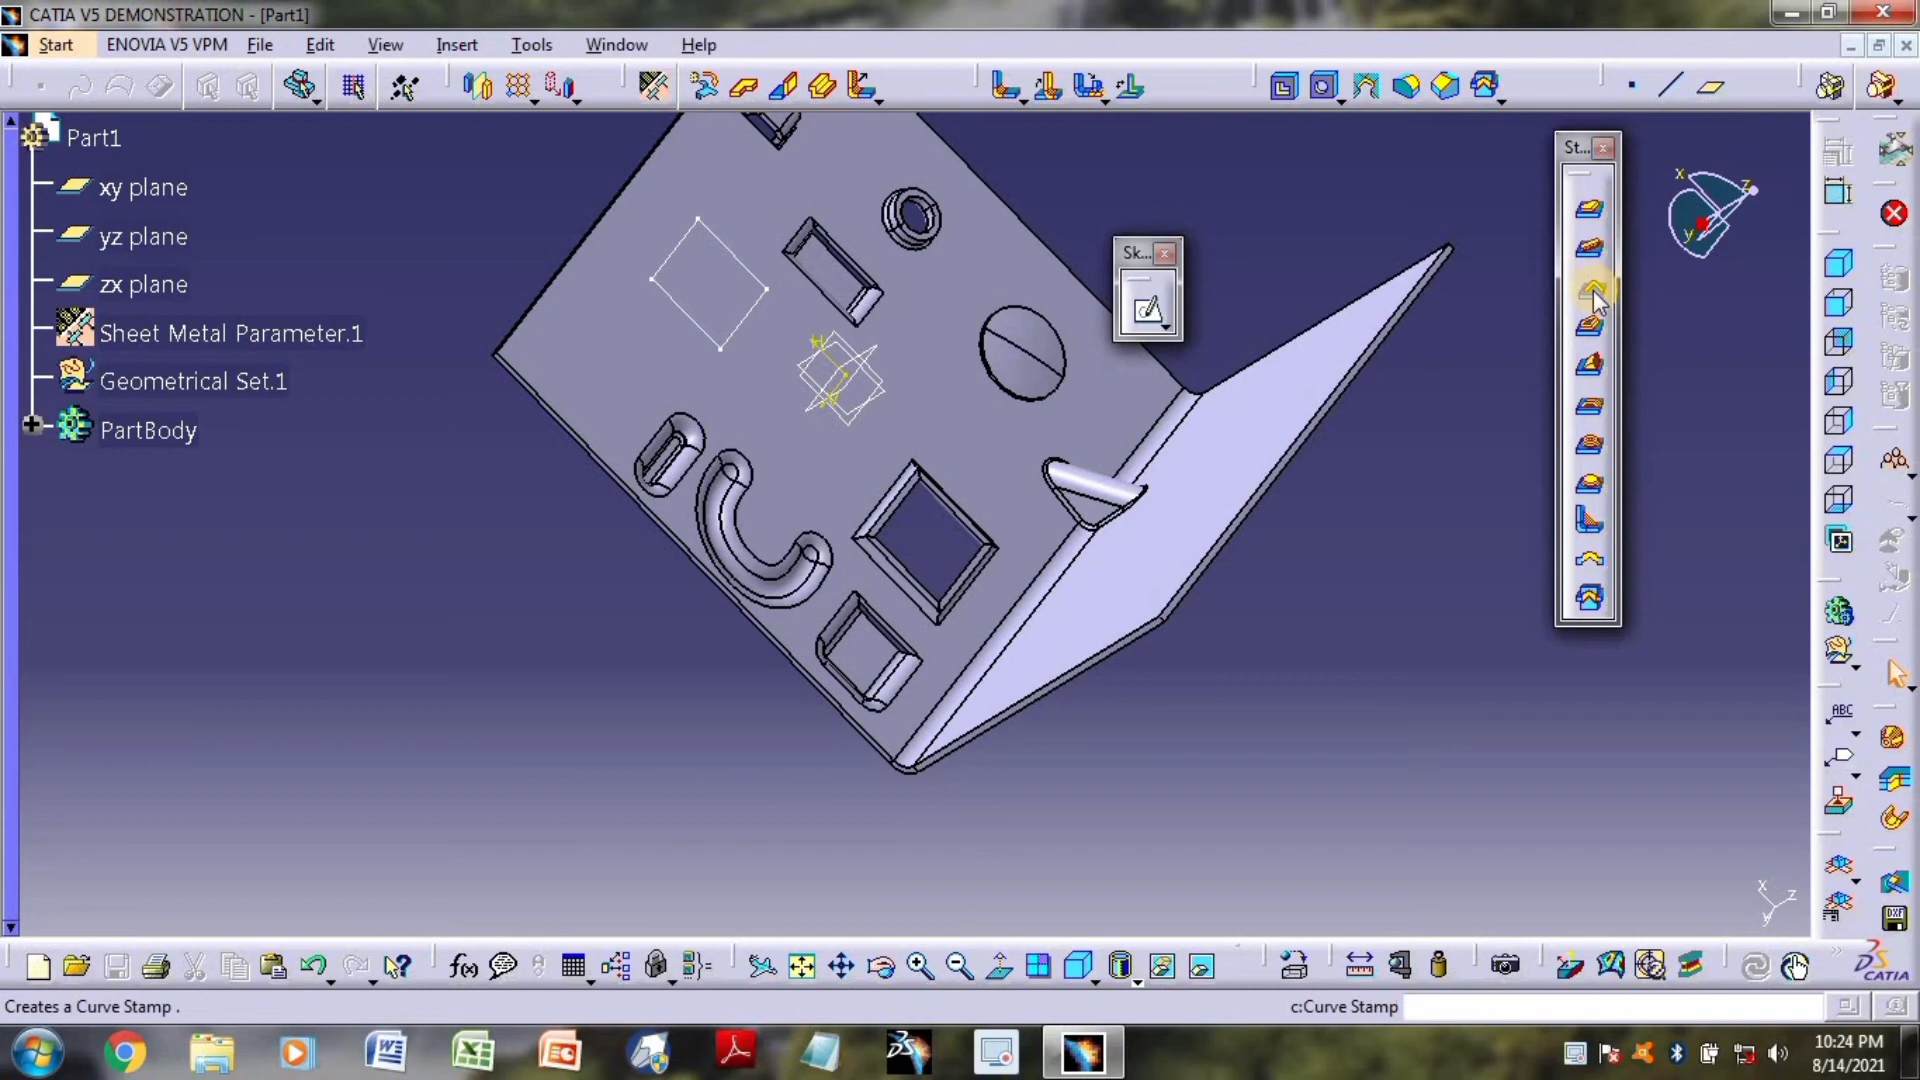 CATIA V5 DEMONSTRATION - [Part1]
Start ENOVIA V5 VPM File Edit View Insert Tools Window Help
Part1
xy plane
yz plane
zx plane
Sheet Metal Parameter.1
Geometrical Set.1
PartBody
Sk...
St...
x
z
y
H
ABC
x
z
y
DXF
f(x)
CATIA
Creates a Curve Stamp .
c:Curve Stamp
10:24 PM
8/14/2021